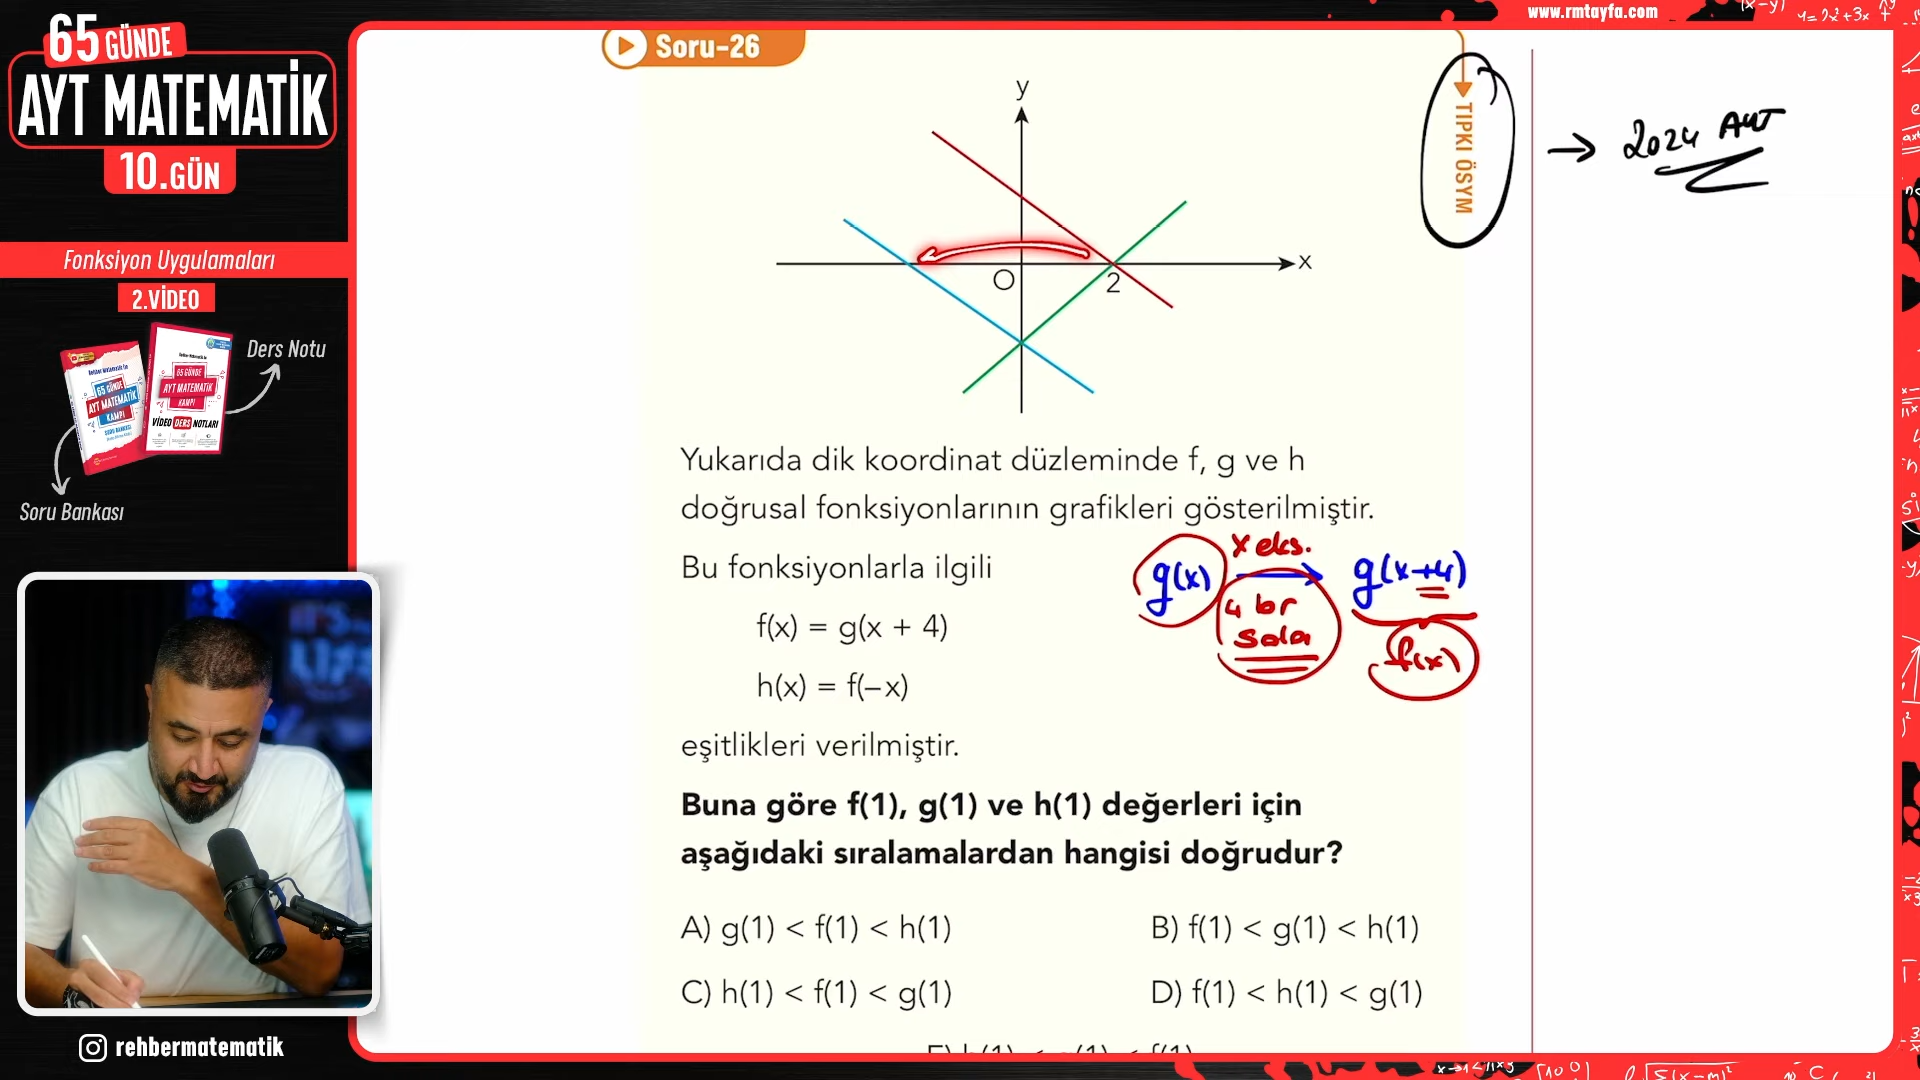 65 GÜNDE
AYT MATEMATİK
10.GÜN
Fonksiyon Uygulamaları
2.VİDEO
Ders Notu
Soru Bankası
rehbermatematik
www.rmtayfa.com
Soru-26
TIPKI ÖSYM
→ 2024 AYT
y
x
O
2
Yukarıda dik koordinat düzleminde f, g ve h
doğrusal fonksiyonlarının grafikleri gösterilmiştir.
Bu fonksiyonlarla ilgili
f(x) = g(x + 4)
h(x) = f(–x)
g(x)
x eks.
4 br
sola
g(x+4)
f(x)
eşitlikleri verilmiştir.
Buna göre f(1), g(1) ve h(1) değerleri için
aşağıdaki sıralamalardan hangisi doğrudur?
A) g(1) < f(1) < h(1)
B) f(1) < g(1) < h(1)
C) h(1) < f(1) < g(1)
D) f(1) < h(1) < g(1)